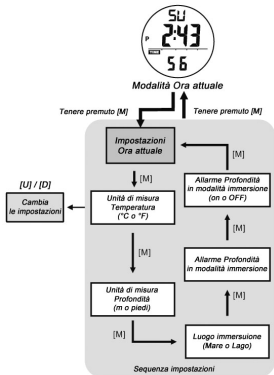 SU
P 2:43
56
Modalità Ora attuale
Tenere premuto [M]
Tenere premuto [M]
Impostazioni
Ora attuale
[M]
[M]
[U] / [D]
Cambia
le impostazioni
Unità di misura
Temperatura
(°C o °F)
Allarme Profondità
in modalità immersione
(on o OFF)
[M]
[M]
Unità di misura
Profondità
(m o piedi)
Allarme Profondità
in modalità immersione
[M]
[M]
Luogo immersuione
(Mare o Lago)
Sequenza impostazioni